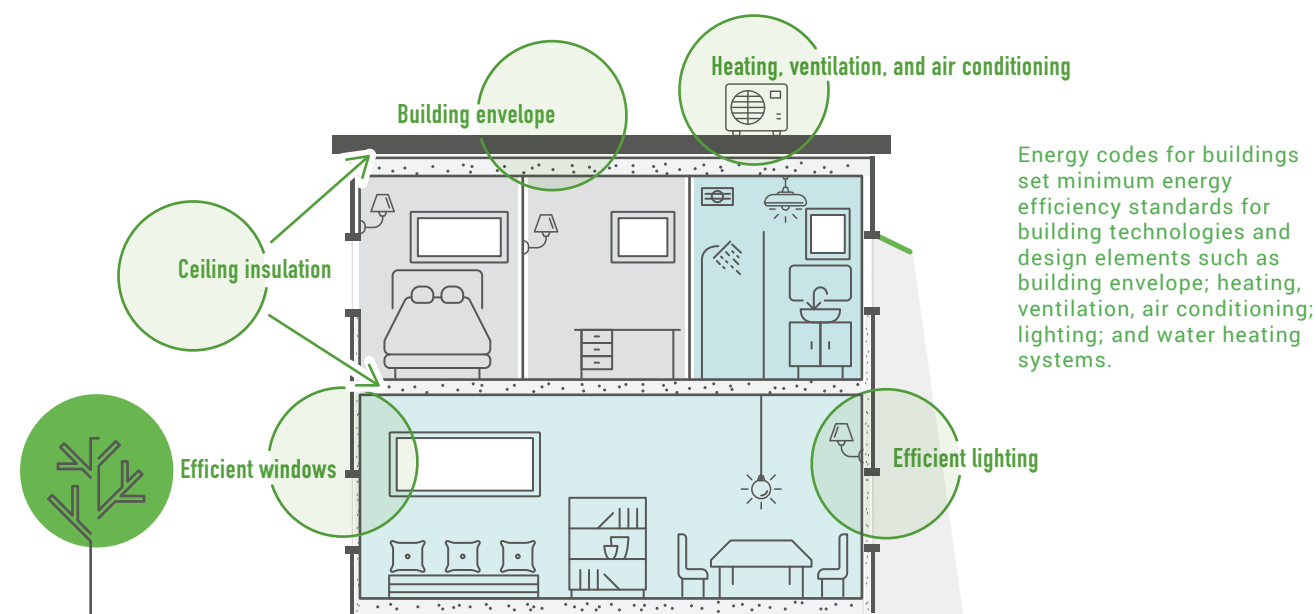 Heating, ventilation, and air conditioning
Building envelope
Energy codes for buildings
set minimum energy
efficiency standards for
building technologies and
design elements such as
building envelope; heating,
ventilation, air conditioning;
lighting; and water heating
systems.
Ceiling insulation
Efficient windows
Efficient lighting